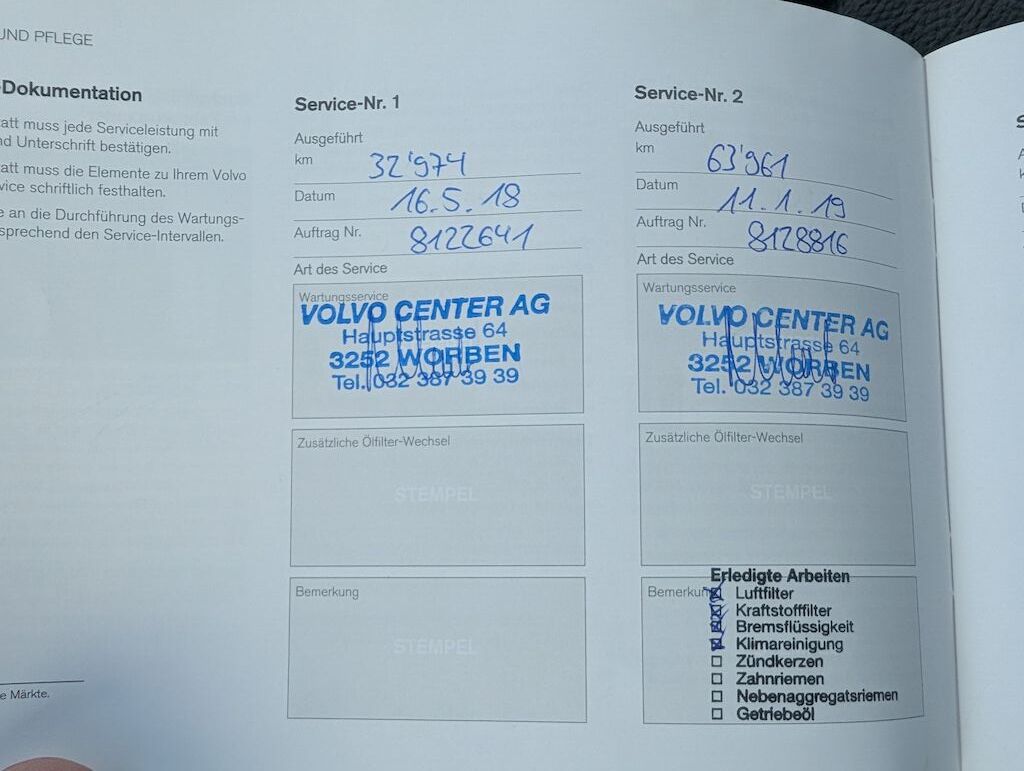 UND PFLEGE
-Dokumentation
att muss jede Serviceleistung mit
nd Unterschrift bestätigen.
att muss die Elemente zu Ihrem Volvo
vice schriftlich festhalten.
e an die Durchführung des Wartungs-
sprechend den Service-Intervallen.
e Märkte.
Service-Nr. 1
Ausgeführt
km 32'974
Datum 16.5.18
Auftrag Nr. 8122641
Art des Service
Wartungsservice
VOLVO CENTER AG
Hauptstrasse 64
3252 WORBEN
Tel. 032 387 39 39
Zusätzliche Ölfilter-Wechsel
STEMPEL
Bemerkung
STEMPEL
Service-Nr. 2
Ausgeführt
km 63'961
Datum 11.1.19
Auftrag Nr. 8128816
Art des Service
Wartungsservice
VOLVO CENTER AG
Hauptstrasse 64
3252 WORBEN
Tel. 032 387 39 39
Zusätzliche Ölfilter-Wechsel
STEMPEL
Bemerkung
Erledigte Arbeiten
☒ Luftfilter
☒ Kraftstofffilter
☒ Bremsflüssigkeit
☒ Klimareinigung
☐ Zündkerzen
☐ Zahnriemen
☐ Nebenaggregatsriemen
☐ Getriebeöl